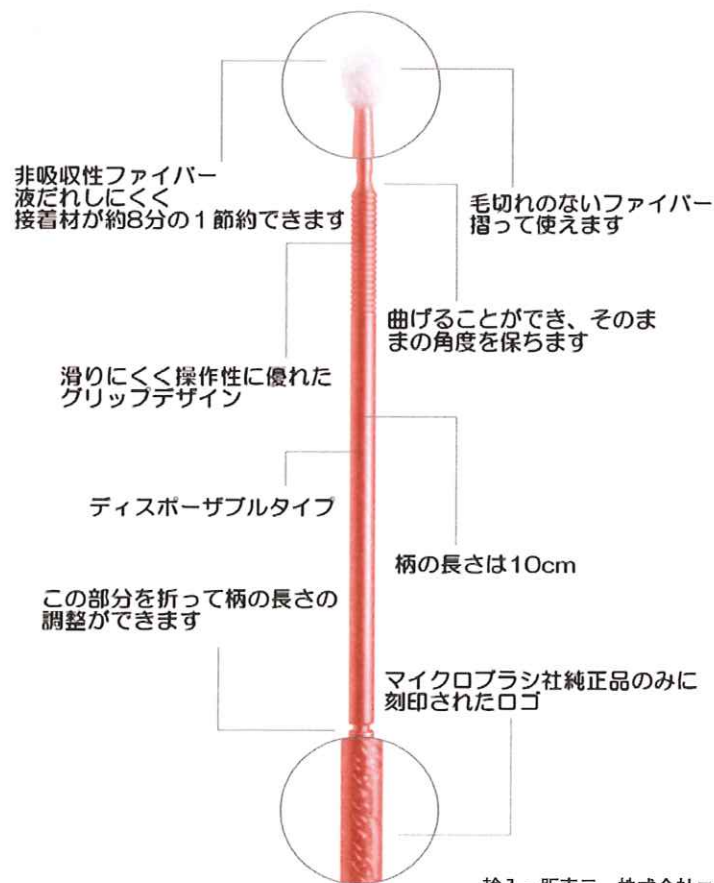 非吸収性ファイバー
液だれしにくく
接着材が約8分の1節約できます
毛切れのないファイバー
摺って使えます
曲げることができ、そのま
まの角度を保ちます
滑りにくく操作性に優れた
グリップデザイン
ディスポーザブルタイプ
柄の長さは10cm
この部分を折って柄の長さの
調整ができます
マイクロブラシ社純正品のみに
刻印されたロゴ